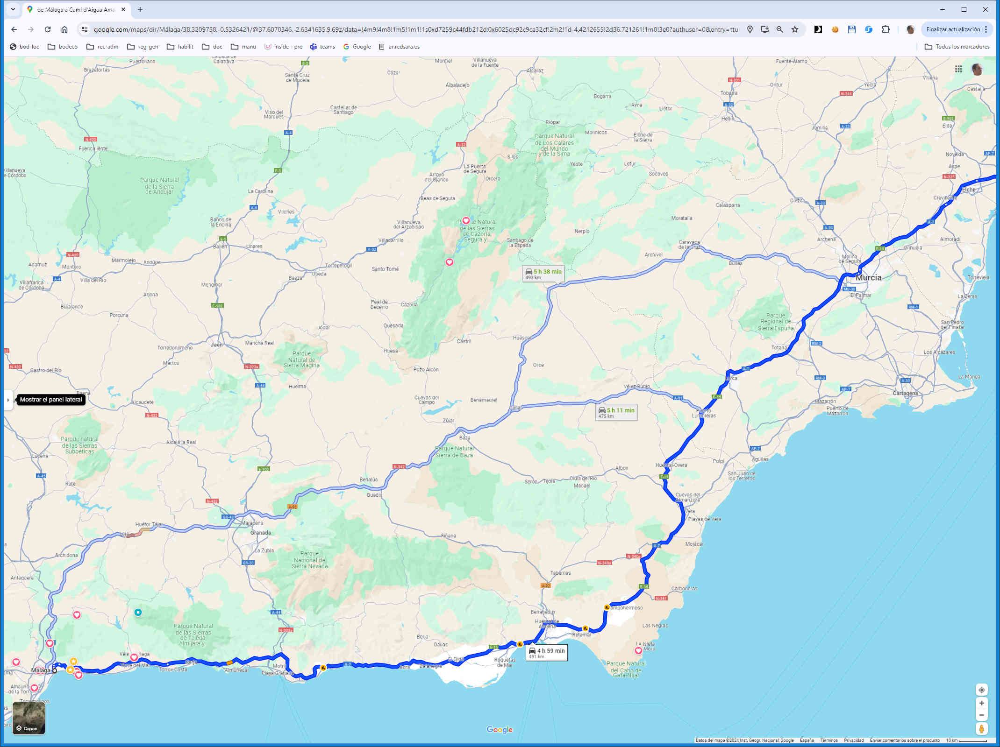 de Málaga a Camí d'Aigua Ama
google.com/maps/dir/Málaga/38.3209758,-0.5326421/@37.6070346,-2.6341635,9.69z/data=!4m9!4m8!1m5!1m1!1s0xd7259c44fdb212d:0x6025dc92c9ca32cf!2m2!1d-4.4212655!2d36.721261!1m0!3e0?authuser=0&entry=ttu
Finalizar actualización
bod-loc
bodeco
rec-adm
reg-gen
habilit
doc
manu
inside - pre
teams
Google
ar.redsara.es
Todos los marcadores
Puertollano
Calzada de
Calatrava
E-5
Montiel
Villanueva
de la Fuente
Fuente-Álamo
Brazatortas
Santa Cruz
de Mudela
Cózar
Alcaraz
N-301
Villena
Albaladejo
Ontur
Yecla
Castalla
Tobarra
N-344
Bogarra
Viso del
Marqués
Castellar de
Santiago
Ayna
Liétor
A-30
Hellín
E-903
Elda
Riópar
Jumilla
A-33
A-4
N-420
Fuencaliente
Parque Natural
de Los Calares
del Mundo
y de la Sima
Molinicos
Elche de
la Sierra
A-32
Siles
Novelda
AP-7
Villanueva
e Córdoba
E-5
La Puerta
de Segura
Yeste
Letur
Aspe
Parque Natural
de la Sierra
de Andújar
Arroyo
del Ojanco
Orcera
Socovos
N-325
La Carolina
Elche
A-4
Beas de Segura
Crevillente
Vilches
Calasparra
Cieza
A-33
Baños de
la Encina
Villanueva
del Arzobispo
Natural
de las Sierras
de Cazorla,
Segura y
Moratalla
A-7
A-30
Nerpio
E-5
Bailén
Linares
Villacarrillo
Santiago de
la Espada
Caravaca
de la Cruz
Archena
Almoradí
A-32
E-15
Orihuela
N-420
Marmolejo
Andújar
Archivel
Bullas
Molina
de Segura
Adamuz
Montoro
Torreperogil
Santo Tomé
5 h 38 min
493 km
A-4
Villa del Río
Úbeda
Baeza
Murcia
Torrevieja
Villafranca
de Córdoba
Mengíbar
MU-30
El Palmar
La Zenia
Arjona
Bujalance
E-902
Peal de
Becerro
Cazorla
RM-1
Porcuna
Parque
Regional de
Sierra Espuña
San Pedro
del Pinatar
Jódar
Quesada
Huéscar
Castril
Jaén
Mancha Real
Torredonjimeno
Huesa
RM-2
Totana
Los Alcázares
Parque
Natural de
Sierra Mágina
Martos
Orce
N-432
Castro del Río
N-323a
Pozo Alcón
A-7
La Manga
Lorca
RM-3
A-30
AP-7
Cartagena
A-44
Huelma
Vélez-Rubio
Baena
Mostrar el panel lateral
Alcaudete
Cuevas del
Campo
Benamaurel
A-91
E-15
Mazarrón
Puerto de
Mazarrón
Cúllar
5 h 11 min
475 km
Puerto
Lumbreras
N-432
Zújar
Baza
Parque natural
de las Sierras
Subbéticas
Alcalá la Real
Parque Natural
Sierra de Baza
AP-7
Lucena
Águilas
N-342
E-902
Huércal-Overa
Albox
Pulpí
A-45
San Juan de
los Terreros
E-15
Rute
Benalúa
Serón
Tíjola
Olula del Río
Macael
Guadix
Cuevas del
Almanzora
N-432
A-92
Vera
Playas de Vera
GR-43
Huétor Tájar
Maracena
Loja
Granada
Fiñana
Mojácar
A-7
La Zubia
Archidona
Parque
Nacional de
Sierra Nevada
N-340a
N-340a
GR-30
Tabernas
Antequera
A-92
E-15
Carboneras
N-341
A-44
Benahadux
Campohermoso
Parque Natural
de las Sierras
de Tejeda,
Almijara y
Huércal de
Almería
Las Negras
N-323a
Retamar
Berja
Dalías
E-15
La Isleta
Moro
4 h 59 min
491 km
Torre del Mar
Nerja
Torrox Costa
Almuñécar
Motril
Playa Granada
A-7
Adra
Balanegra
El Ejido
Roquetas
de Mar
Parque Natural
del Cabo de
Gata-Níjar
Málaga
Alhaurín
de la Torr
Torremolinos
Capas
Google
Datos del mapa ©2024 Inst. Geogr. Nacional, Google
España
Términos
Privacidad
Enviar comentarios sobre el producto
10 km